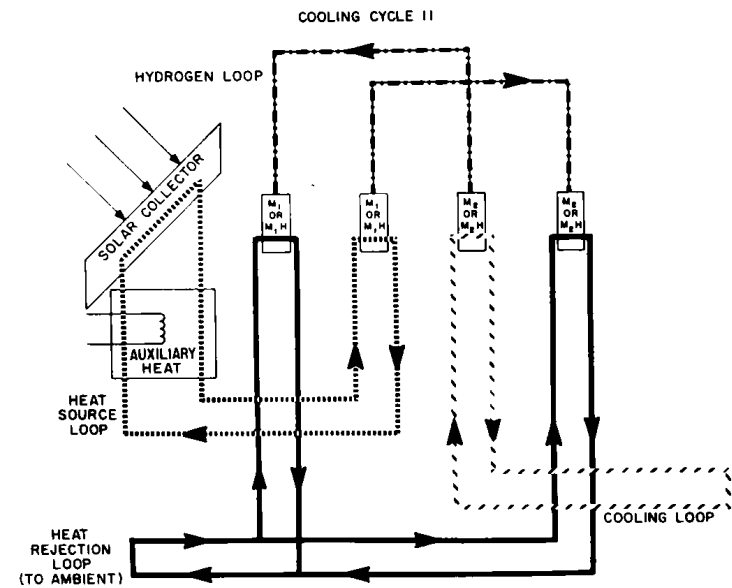 COOLING CYCLE II
HYDROGEN LOOP
SOLAR COLLECTOR
M₁
OR
M₁H
M₁
OR
M₁H
M₂
OR
M₂H
M₂
OR
M₂H
AUXILIARY
HEAT
HEAT
SOURCE
LOOP
COOLING LOOP
HEAT
REJECTION
LOOP
(TO AMBIENT)